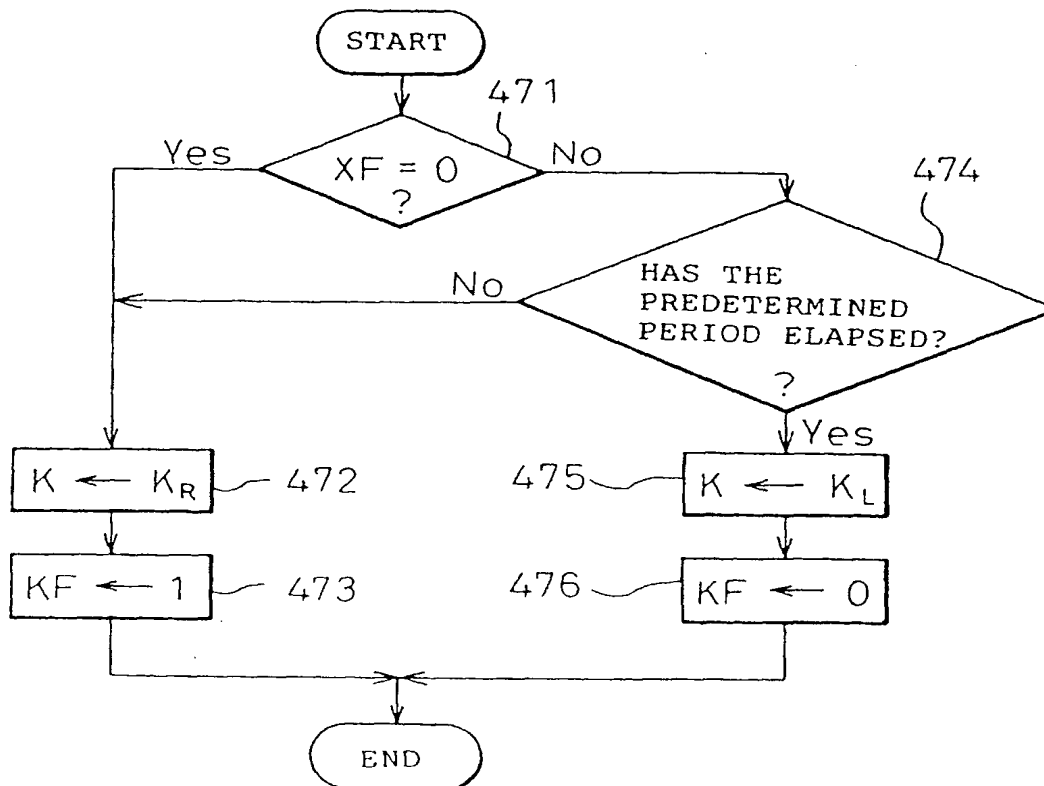 START
471
Yes
XF = 0
?
No
474
No
HAS THE
PREDETERMINED
PERIOD ELAPSED?
?
Yes
K ← KR
472
475
K ← KL
KF ← 1
473
476
KF ← 0
END